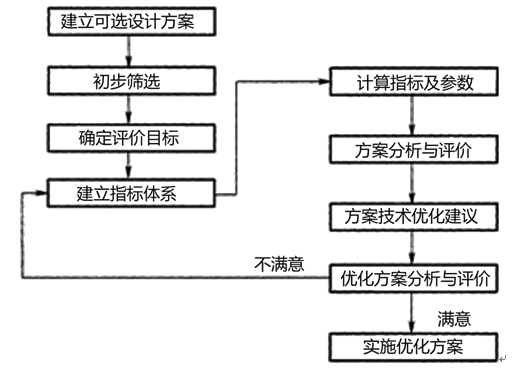 建立可选设计方案
初步筛选
确定评价目标
建立指标体系
计算指标及参数
方案分析与评价
方案技术优化建议
不满意
优化方案分析与评价
满意
实施优化方案